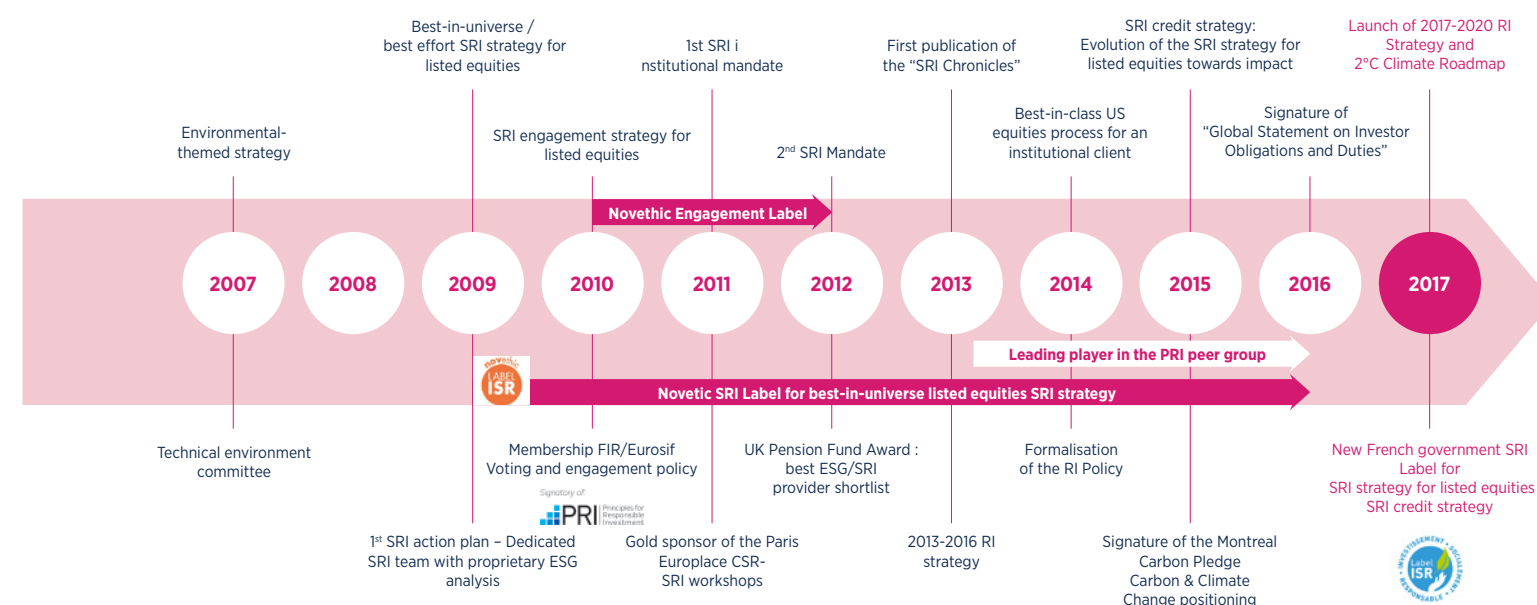 Best-in-universe /
best effort SRI strategy for
listed equities
1st SRI i
nstitutional mandate
First publication of
the “SRI Chronicles”
SRI credit strategy:
Evolution of the SRI strategy for
listed equities towards impact
Launch of 2017-2020 RI
Strategy and
2°C Climate Roadmap
Environmental-
themed strategy
SRI engagement strategy for
listed equities
2nd SRI Mandate
Best-in-class US
equities process for an
institutional client
Signature of
“Global Statement on Investor
Obligations and Duties”
Novethic Engagement Label
2007
2008
2009
2010
2011
2012
2013
2014
2015
2016
2017
Leading player in the PRI peer group
novethic
LABEL
ISR
Novetic SRI Label for best-in-universe listed equities SRI strategy
Technical environment
committee
Membership FIR/Eurosif
Voting and engagement policy
Signatory of:
PRI
Principles for
Responsible
Investment
UK Pension Fund Award :
best ESG/SRI
provider shortlist
Formalisation
of the RI Policy
New French government SRI
Label for
SRI strategy for listed equities
SRI credit strategy
1st SRI action plan – Dedicated
SRI team with proprietary ESG
analysis
Gold sponsor of the Paris
Europlace CSR-
SRI workshops
2013-2016 RI
strategy
Signature of the Montreal
Carbon Pledge
Carbon & Climate
Change positioning
INVESTISSEMENT • SOCIALEMENT • RESPONSABLE •
Label
ISR